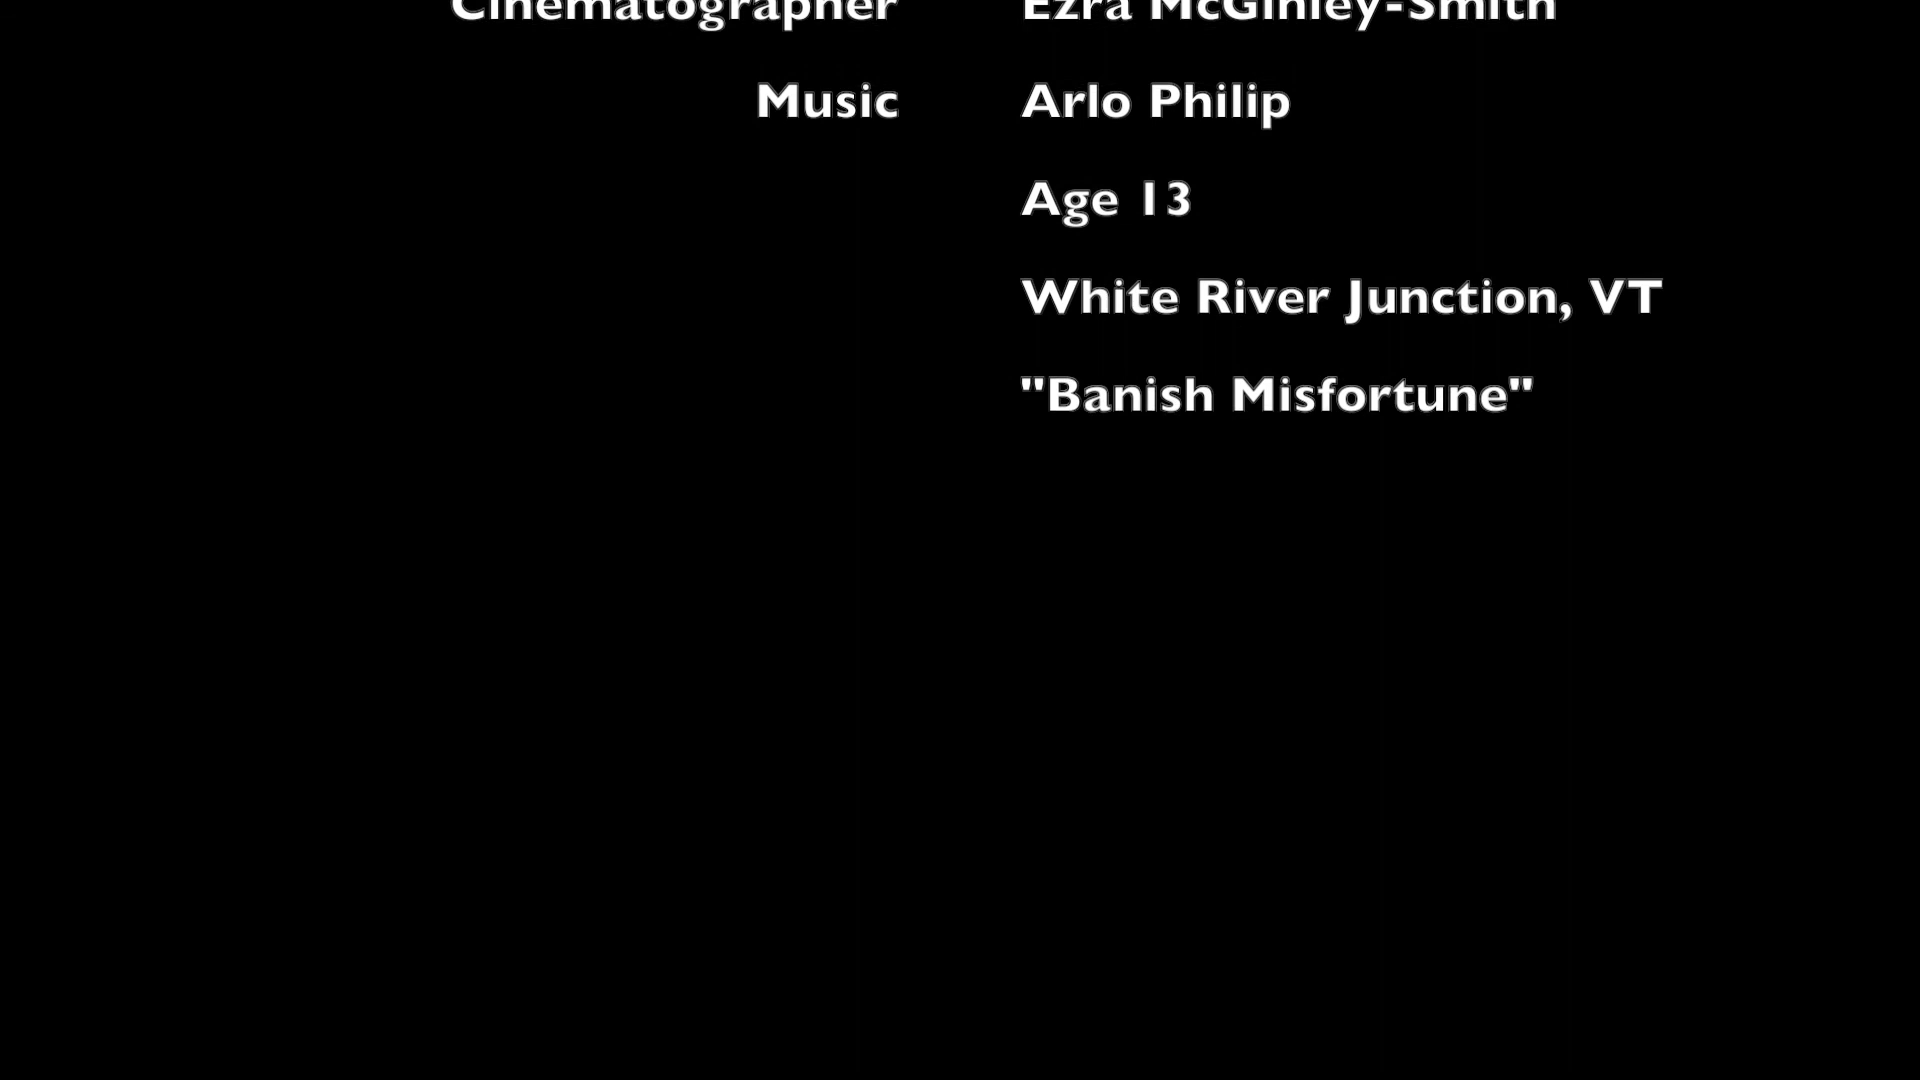 Cinematographer Ezra McGinley-Smith
Music Arlo Philip
Age 13
White River Junction, VT
"Banish Misfortune"